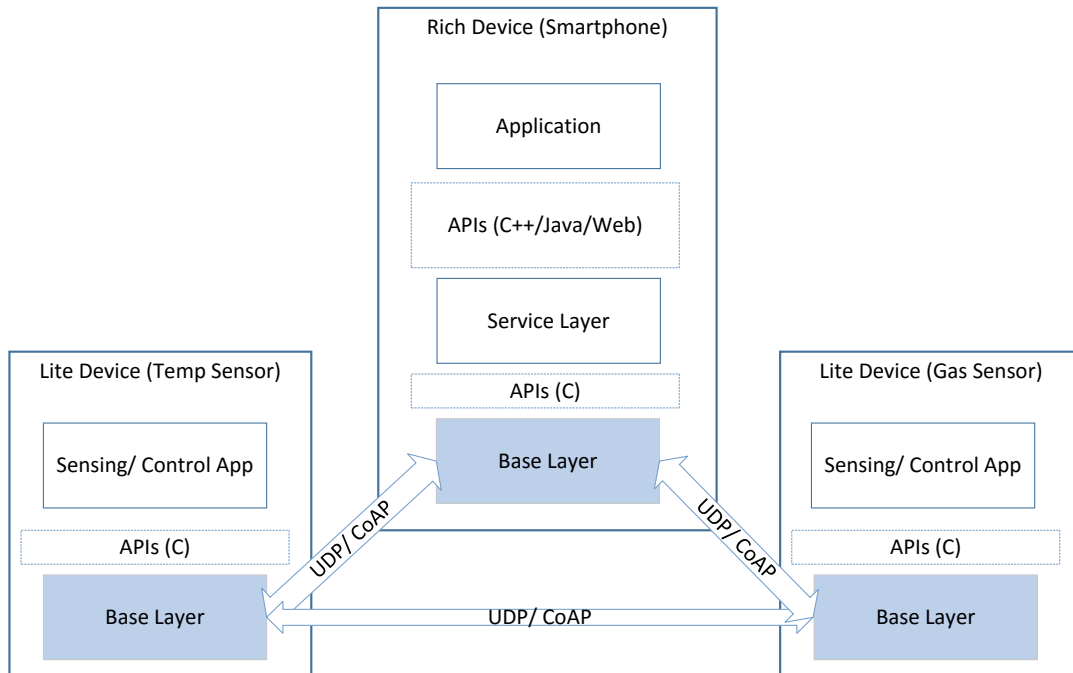 Rich Device (Smartphone)
Application
APIs (C++/Java/Web)
Service Layer
APIs (C)
Base Layer
Lite Device (Temp Sensor)
Sensing/ Control App
APIs (C)
Base Layer
Lite Device (Gas Sensor)
Sensing/ Control App
APIs (C)
Base Layer
UDP/ CoAP
UDP/ CoAP
UDP/ CoAP